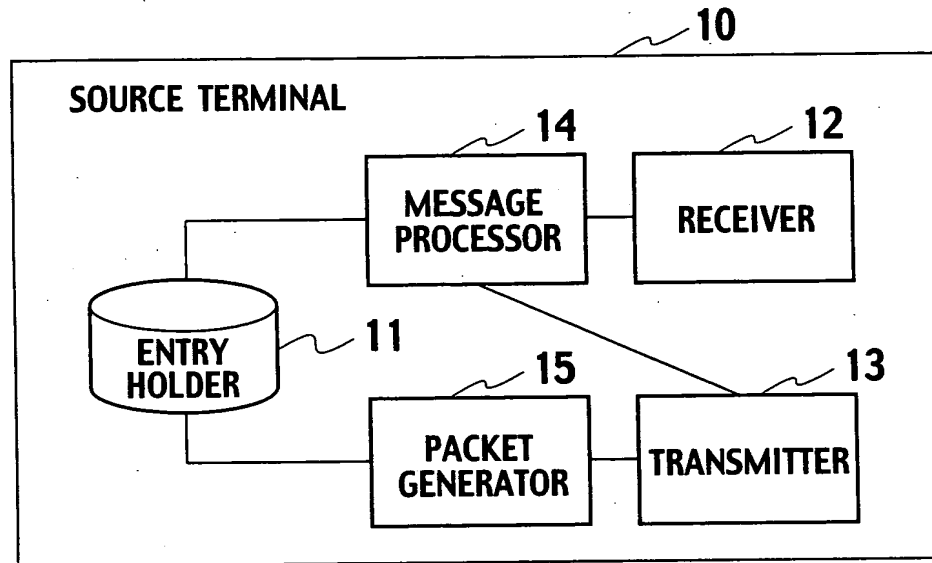 10
SOURCE TERMINAL
14
12
MESSAGE
PROCESSOR
RECEIVER
ENTRY
HOLDER
11
15
13
PACKET
GENERATOR
TRANSMITTER